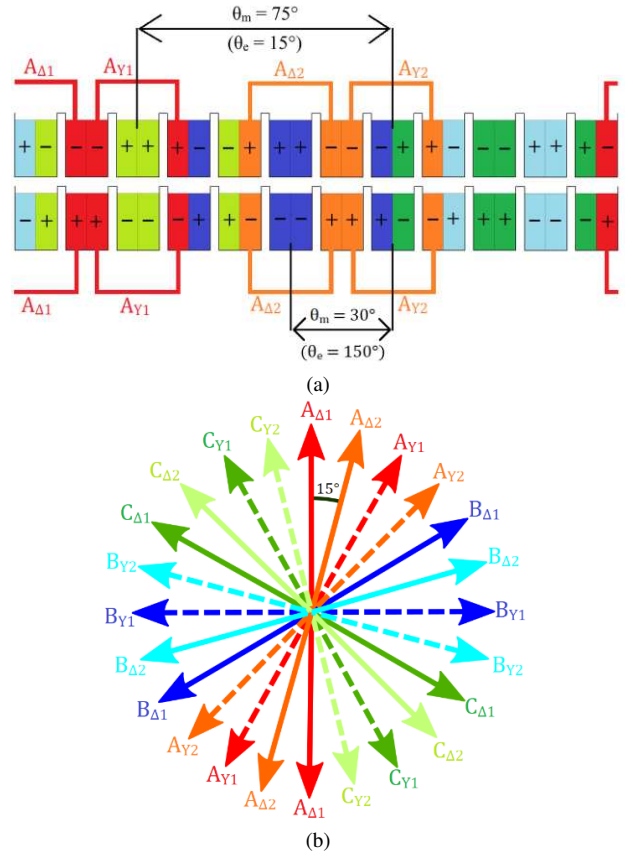 θm = 75°
(θe = 15°)
AΔ1 AY1 AΔ2 AY2
+ − − − + + + − − + + + − − − + + − − − + + + −
− + + + − − − + + − − − + + + − − + + + − − − +
AΔ1 AY1 AΔ2 AY2
θm = 30°
(θe = 150°)
(a)
AΔ1
CY2 AΔ2
CY1 AY1
CΔ2 AY2
15°
CΔ1 BΔ1
BY2 BΔ2
BY1 BY1
BΔ2 BY2
BΔ1 CΔ1
AY2 CΔ2
AY1 CY1
AΔ2 CY2
AΔ1
(b)